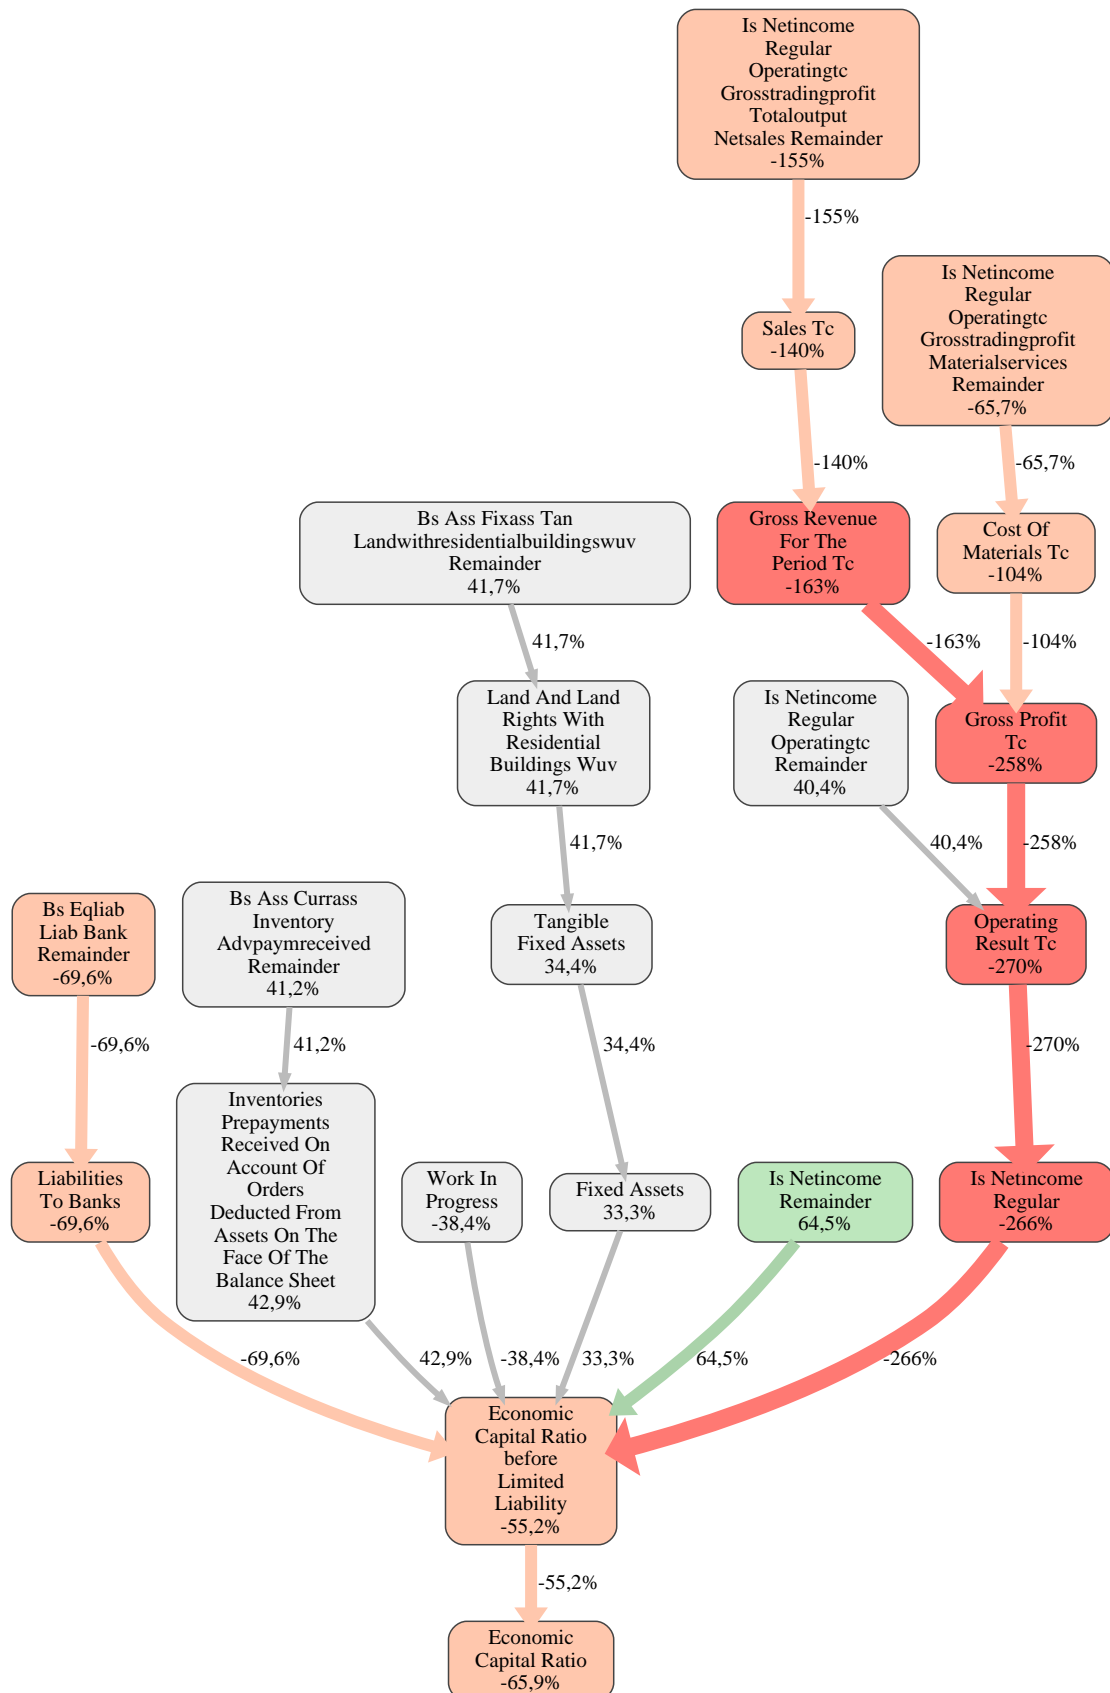 Is Netincome
Regular
Operatingtc
Grosstradingprofit
Totaloutput
Netsales Remainder
-155%
-155%
Sales Tc
-140%
Is Netincome
Regular
Operatingtc
Grosstradingprofit
Materialservices
Remainder
-65,7%
-140%
-65,7%
Bs Ass Fixass Tan
Landwithresidentialbuildingswuv
Remainder
41,7%
Gross Revenue
For The
Period Tc
-163%
Cost Of
Materials Tc
-104%
41,7%
-163%
-104%
Land And Land
Rights With
Residential
Buildings Wuv
41,7%
Is Netincome
Regular
Operatingtc
Remainder
40,4%
Gross Profit
Tc
-258%
41,7%
40,4%
-258%
Bs Eqliab
Liab Bank
Remainder
-69,6%
Bs Ass Currass
Inventory
Advpaymreceived
Remainder
41,2%
Tangible
Fixed Assets
34,4%
Operating
Result Tc
-270%
-69,6%
41,2%
34,4%
-270%
Liabilities
To Banks
-69,6%
Inventories
Prepayments
Received On
Account Of
Orders
Deducted From
Assets On The
Face Of The
Balance Sheet
42,9%
Work In
Progress
-38,4%
Fixed Assets
33,3%
Is Netincome
Remainder
64,5%
Is Netincome
Regular
-266%
-69,6%
42,9%
-38,4%
33,3%
64,5%
-266%
Economic
Capital Ratio
before
Limited
Liability
-55,2%
-55,2%
Economic
Capital Ratio
-65,9%